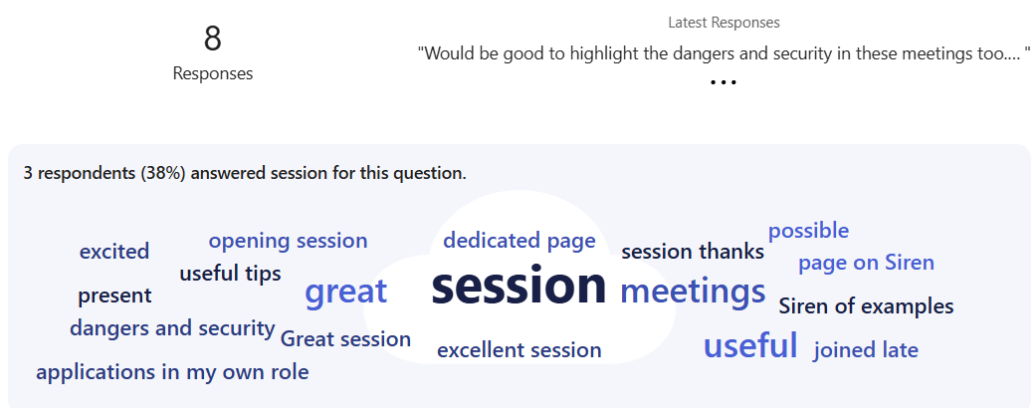 8
Responses
Latest Responses
"Would be good to highlight the dangers and security in these meetings too.... "
...
3 respondents (38%) answered session for this question.
possible
excited
opening session
dedicated page
session thanks
page on Siren
useful tips
present
great
session
meetings
Siren of examples
dangers and security
Great session
excellent session
useful
joined late
applications in my own role